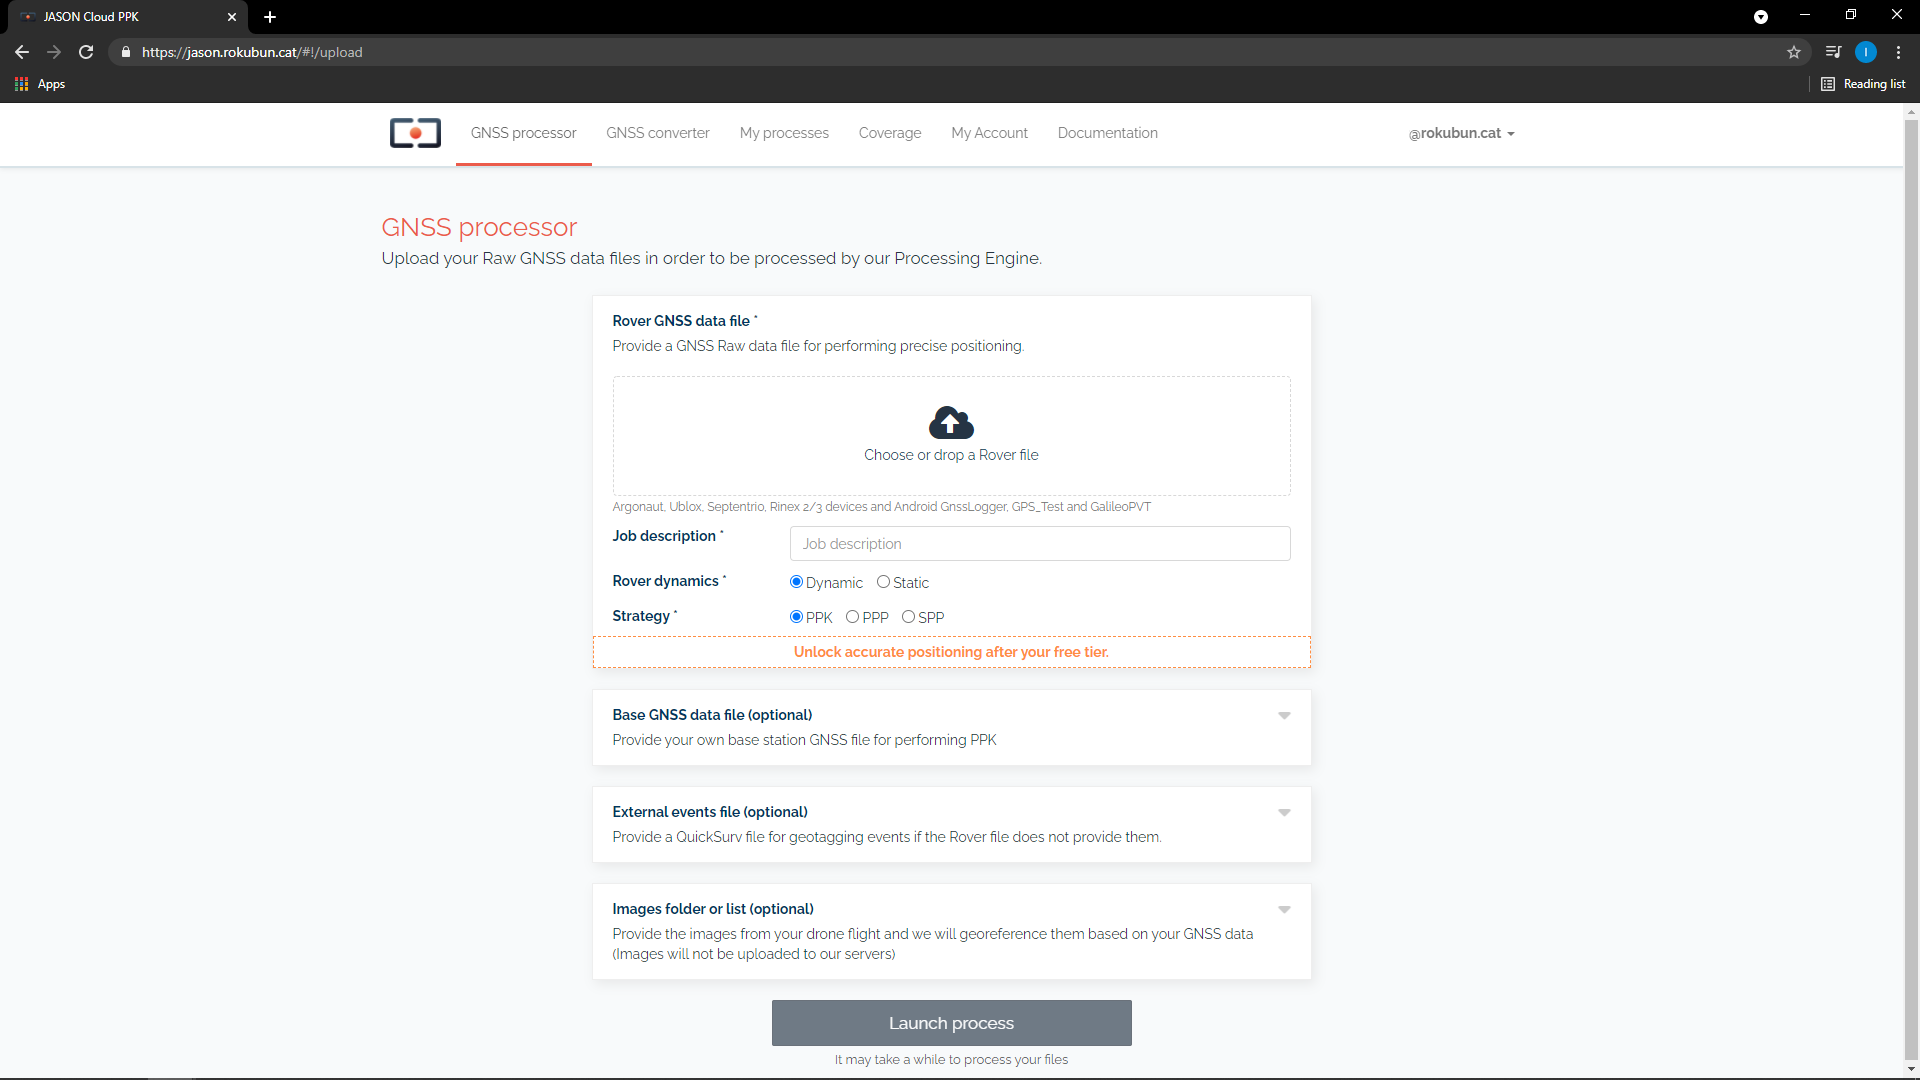 JASON Cloud PPK
https://jason.rokubun.cat/#!/upload
I
Apps
Reading list
GNSS processor
GNSS converter
My processes
Coverage
My Account
Documentation
@rokubun.cat
GNSS processor
Upload your Raw GNSS data files in order to be processed by our Processing Engine.
Rover GNSS data file *
Provide a GNSS Raw data file for performing precise positioning.
Choose or drop a Rover file
Argonaut, Ublox, Septentrio, Rinex 2/3 devices and Android GnssLogger, GPS_Test and GalileoPVT
Job description *
Job description
Rover dynamics *
Dynamic
Static
Strategy *
PPK
PPP
SPP
Unlock accurate positioning after your free tier.
Base GNSS data file (optional)
Provide your own base station GNSS file for performing PPK
External events file (optional)
Provide a QuickSurv file for geotagging events if the Rover file does not provide them.
Images folder or list (optional)
Provide the images from your drone flight and we will georeference them based on your GNSS data
(Images will not be uploaded to our servers)
Launch process
It may take a while to process your files